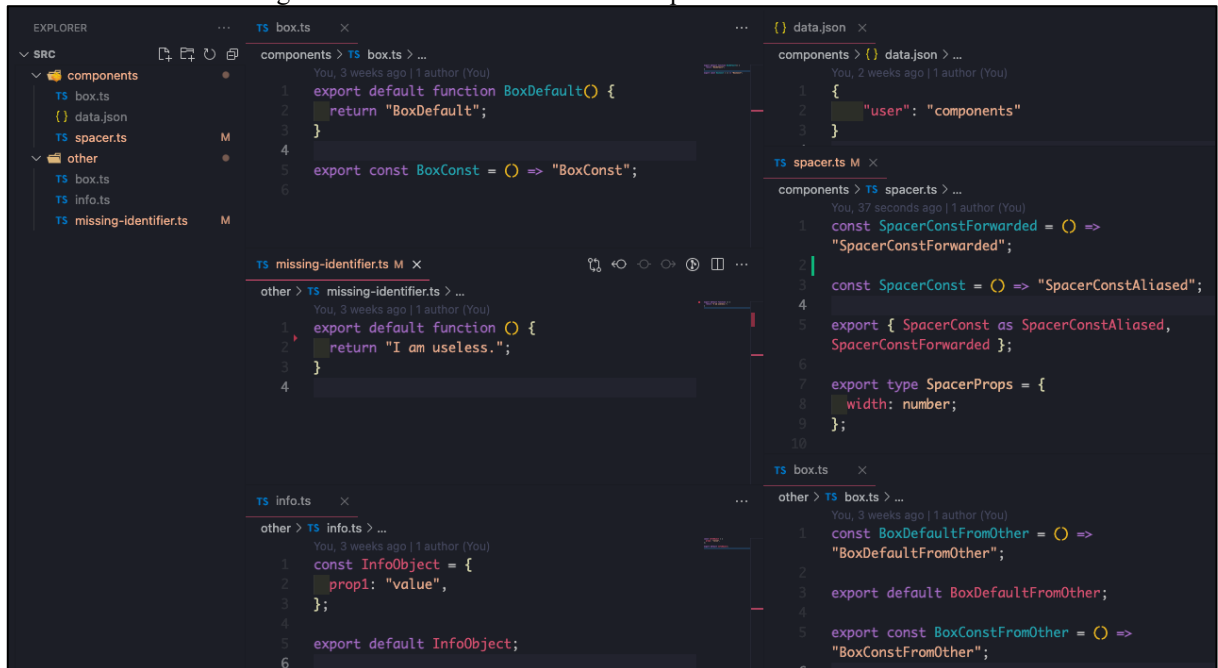 EXPLORER
SRC
components
TS box.ts
{} data.json
TS spacer.ts M
other
TS box.ts
TS info.ts
TS missing-identifier.ts M
TS box.ts ×
components > TS box.ts > ...
You, 3 weeks ago | 1 author (You)
1 export default function BoxDefault() {
2 return "BoxDefault";
3 }
4
5 export const BoxConst = () => "BoxConst";
6
TS missing-identifier.ts M ×
other > TS missing-identifier.ts > ...
You, 3 weeks ago | 1 author (You)
1 export default function () {
2 return "I am useless.";
3 }
4
TS info.ts ×
other > TS info.ts > ...
You, 3 weeks ago | 1 author (You)
1 const InfoObject = {
2 prop1: "value",
3 };
4
5 export default InfoObject;
6
{} data.json ×
components > {} data.json > ...
You, 2 weeks ago | 1 author (You)
1 {
2 "user": "components"
3 }
TS spacer.ts M ×
components > TS spacer.ts > ...
You, 37 seconds ago | 1 author (You)
1 const SpacerConstForwarded = () =>
"SpacerConstForwarded";
2
3 const SpacerConst = () => "SpacerConstAliased";
4
5 export { SpacerConst as SpacerConstAliased,
SpacerConstForwarded };
6
7 export type SpacerProps = {
8 width: number;
9 };
10
TS box.ts ×
other > TS box.ts > ...
You, 3 weeks ago | 1 author (You)
1 const BoxDefaultFromOther = () =>
"BoxDefaultFromOther";
2
3 export default BoxDefaultFromOther;
4
5 export const BoxConstFromOther = () =>
"BoxConstFromOther";